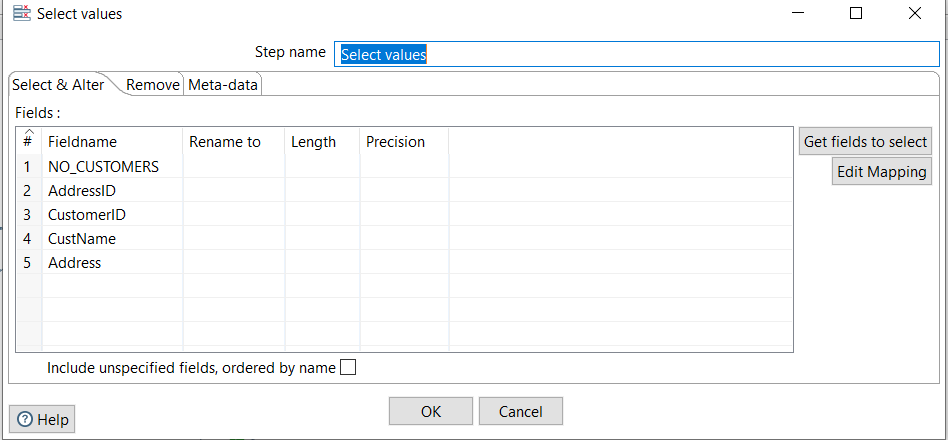 Select values
Step name Select values
Select & Alter Remove Meta-data
Fields :
# Fieldname Rename to Length Precision
Get fields to select
1 NO_CUSTOMERS
Edit Mapping
2 AddressID
3 CustomerID
4 CustName
5 Address
Include unspecified fields, ordered by name
OK Cancel
Help